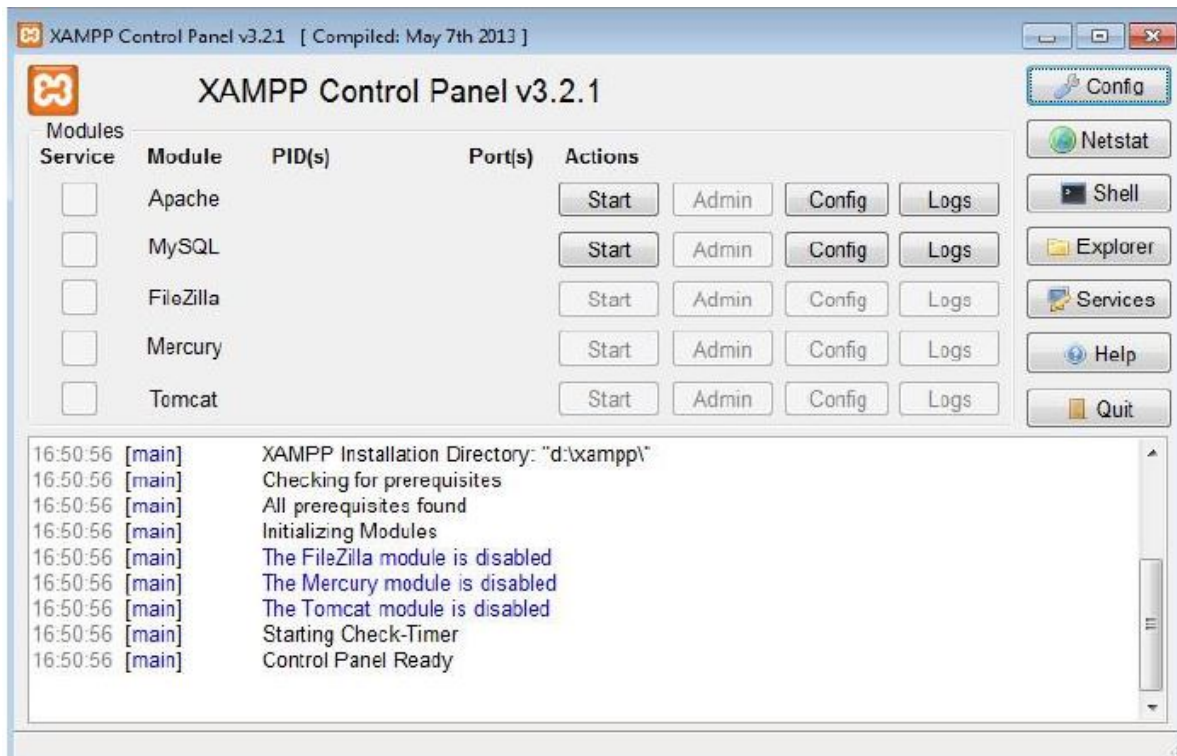 XAMPP Control Panel v3.2.1 [ Compiled: May 7th 2013 ]
XAMPP Control Panel v3.2.1
Config
Modules
Service Module PID(s) Port(s) Actions
Netstat
Apache Start Admin Config Logs
Shell
MySQL Start Admin Config Logs
Explorer
FileZilla Start Admin Config Logs
Services
Mercury Start Admin Config Logs
Help
Tomcat Start Admin Config Logs
Quit
16:50:56 [main] XAMPP Installation Directory: "d:\xampp\"
16:50:56 [main] Checking for prerequisites
16:50:56 [main] All prerequisites found
16:50:56 [main] Initializing Modules
16:50:56 [main] The FileZilla module is disabled
16:50:56 [main] The Mercury module is disabled
16:50:56 [main] The Tomcat module is disabled
16:50:56 [main] Starting Check-Timer
16:50:56 [main] Control Panel Ready